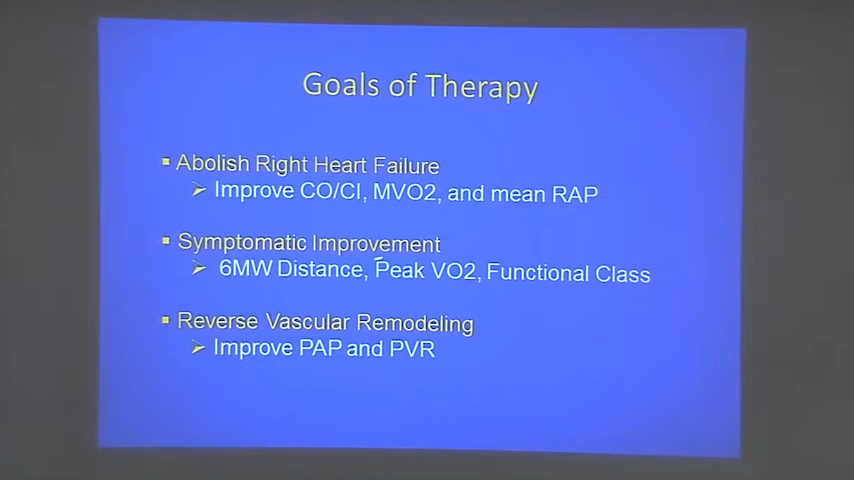 Goals of Therapy
▪ Abolish Right Heart Failure
➢ Improve CO/CI, MVO2, and mean RAP
▪ Symptomatic Improvement
➢ 6MW Distance, Peak VO2, Functional Class
▪ Reverse Vascular Remodeling
➢ Improve PAP and PVR